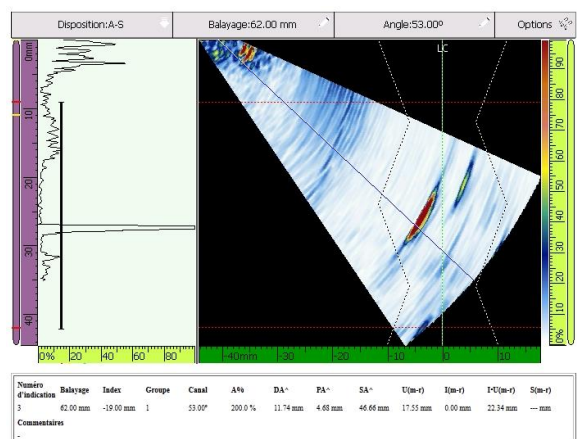 Disposition:A-S Balayage:62.00 mm Angle:53.00º Options
LC
0mm 10 20 30 40
0% 20 40 60 80
-40mm -30 -20 -10 0 10
90 80 70 60 50 40 30 20 10 0%
Numéro d'indication Balayage Index Groupe Canal A% DA^ PA^ SA^ U(m-r) I(m-r) I*U(m-r) S(m-r)
3 62.00 mm -19.00 mm 1 53.00º 200.0 % 11.74 mm 4.68 mm 46.66 mm 17.55 mm 0.00 mm 22.34 mm --- mm
Commentaires
-